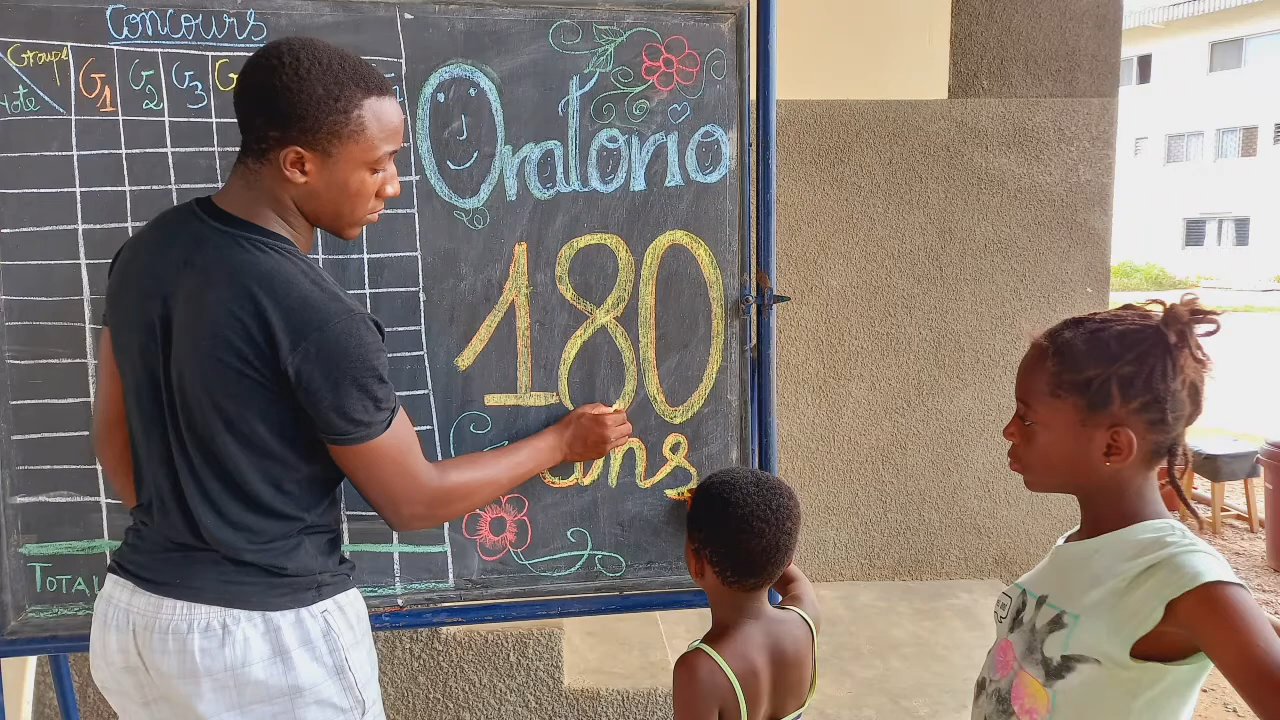 Concours
Groupe
Note
G1 G2 G3 G
TOTAL
Oratorio
180
ans